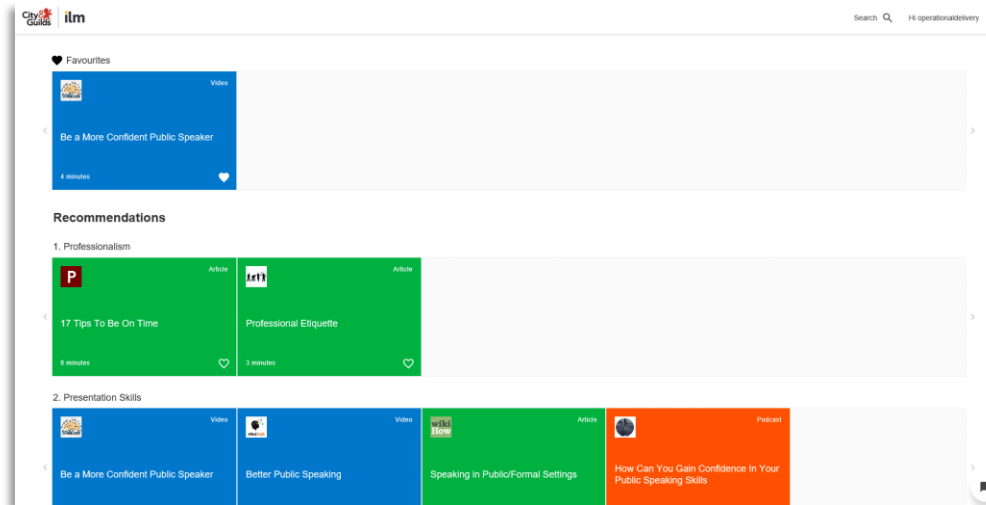 City & Guilds
ilm
Search
Hi operationaldelivery
Favourites
Video
Be a More Confident Public Speaker
4 minutes
Recommendations
1. Professionalism
P
Article
17 Tips To Be On Time
8 minutes
Article
Professional Etiquette
3 minutes
2. Presentation Skills
Video
Be a More Confident Public Speaker
Video
Better Public Speaking
wiki
How
Article
Speaking in Public/Formal Settings
Podcast
How Can You Gain Confidence In Your
Public Speaking Skills